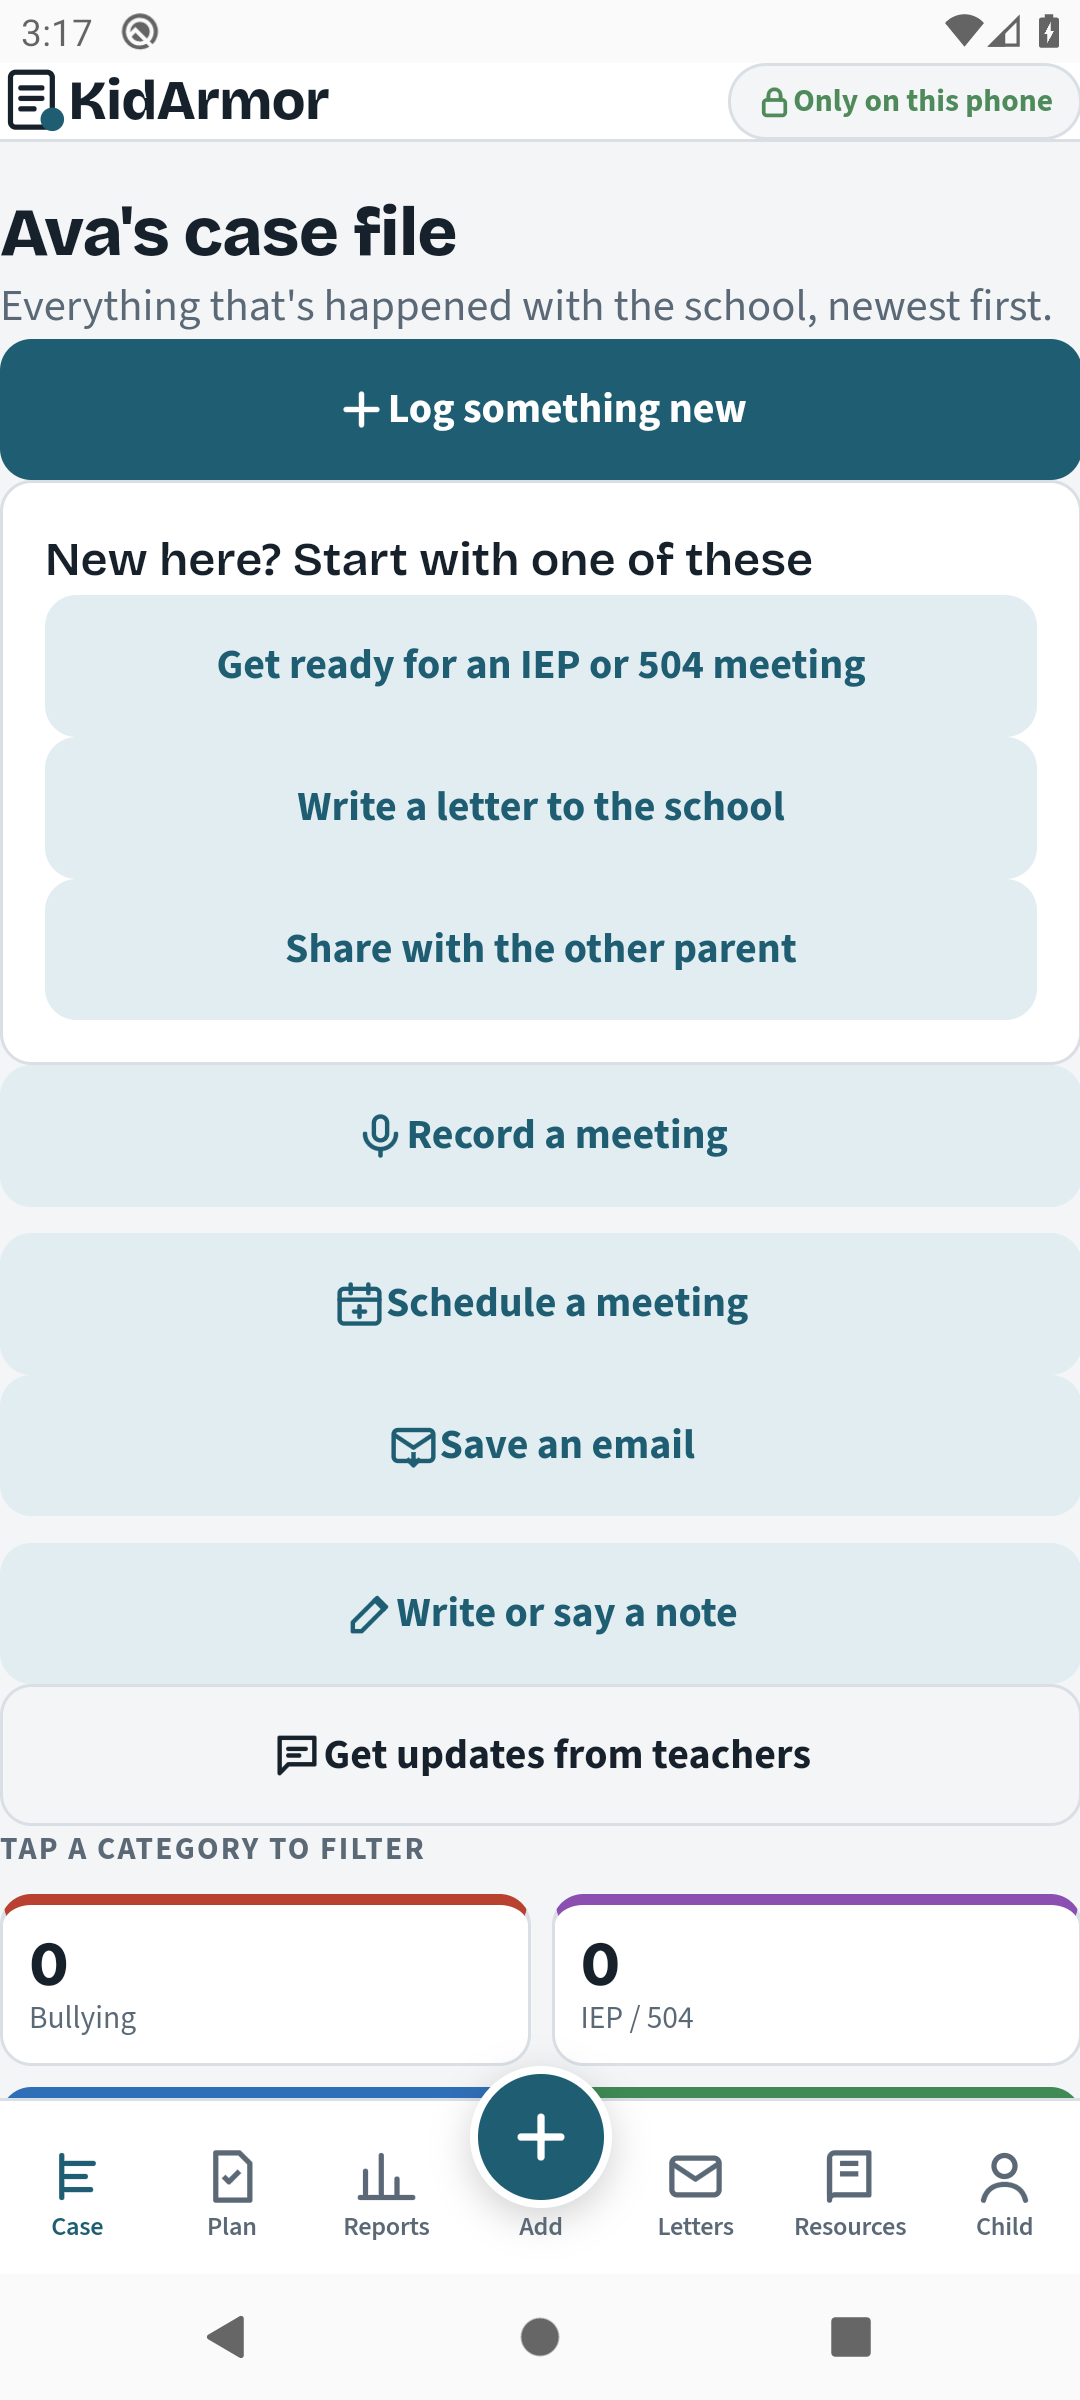 3:17
KidArmor
Only on this phone
Ava's case file
Everything that's happened with the school, newest first.
Log something new
New here? Start with one of these
Get ready for an IEP or 504 meeting
Write a letter to the school
Share with the other parent
Record a meeting
Schedule a meeting
Save an email
Write or say a note
Get updates from teachers
TAP A CATEGORY TO FILTER
0
Bullying
0
IEP / 504
Case
Plan
Reports
Add
Letters
Resources
Child